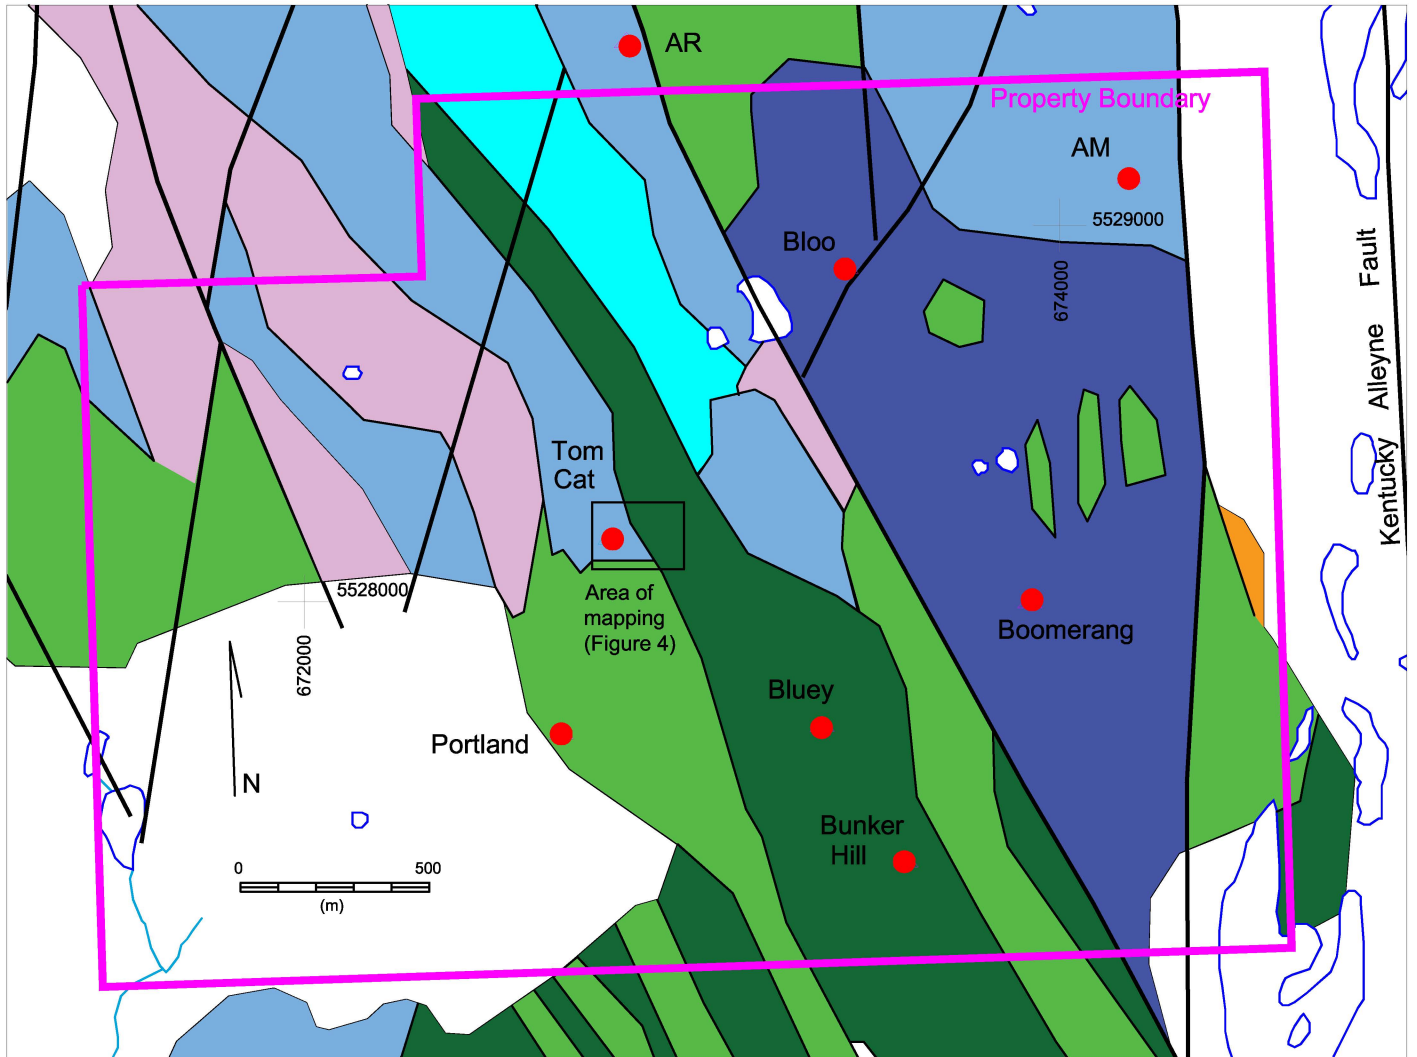 AR
Property Boundary
AM
5529000
Bloo
674000
Kentucky Alleyne Fault
Tom
Cat
5528000
Area of
mapping
(Figure 4)
672000
Boomerang
Bluey
Portland
N
Bunker
Hill
0 500
(m)